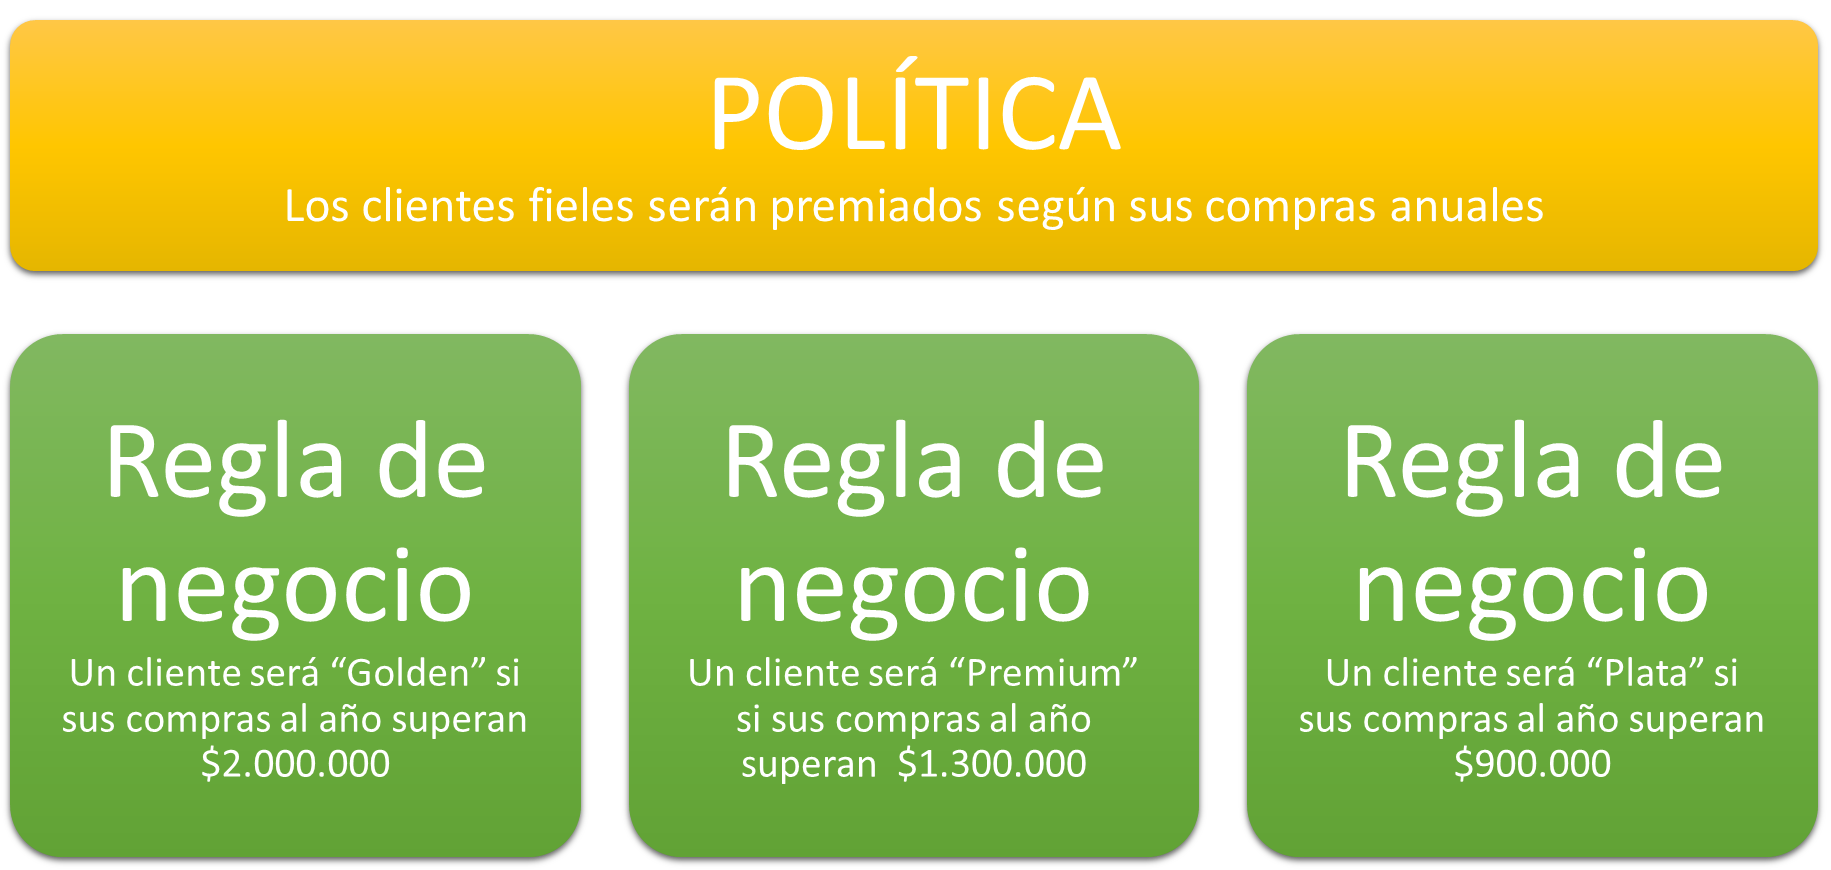 POLÍTICA
Los clientes fieles serán premiados según sus compras anuales
Regla de
negocio
Un cliente será “Golden” si
sus compras al año superan
$2.000.000
Regla de
negocio
Un cliente será “Premium”
si sus compras al año
superan  $1.300.000
Regla de
negocio
Un cliente será “Plata” si
sus compras al año superan
$900.000